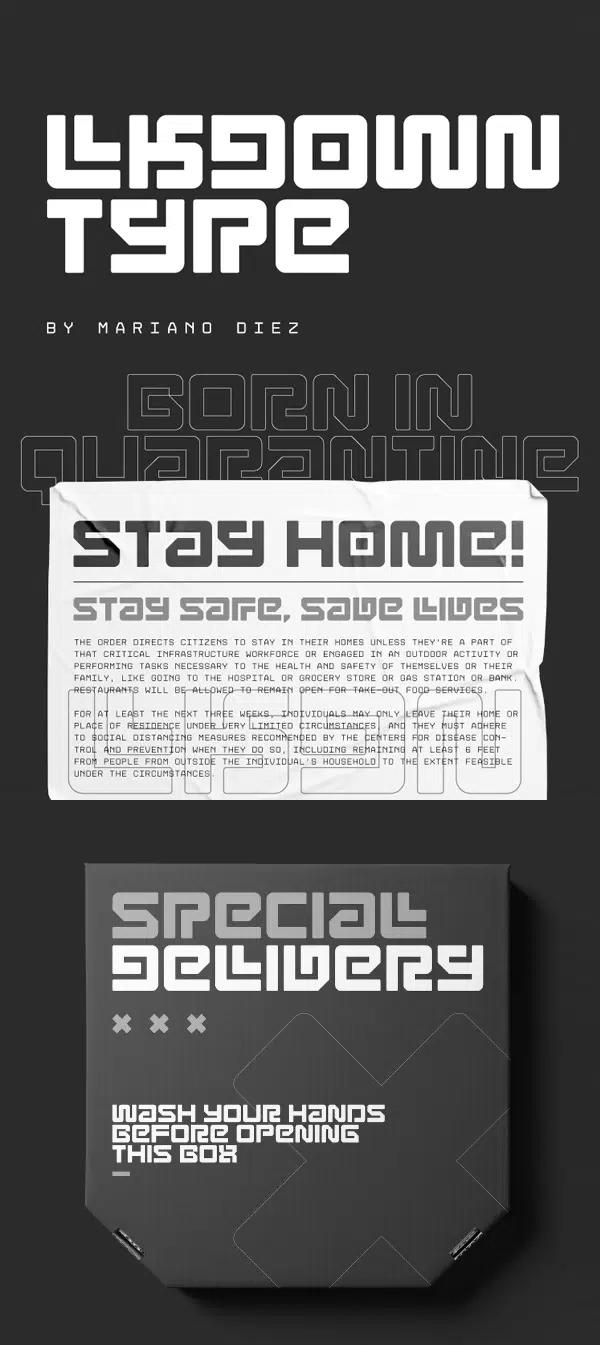 LKDOWN
TYPE
BY MARIANO DIEZ
BORN IN
QUARANTINE
STAY HOME!
STAY SAFE, SAVE LIVES
THE ORDER DIRECTS CITIZENS TO STAY IN THEIR HOMES UNLESS THEY'RE A PART OF
THAT CRITICAL INFRASTRUCTURE WORKFORCE OR ENGAGED IN AN OUTDOOR ACTIVITY OR
PERFORMING TASKS NECESSARY TO THE HEALTH AND SAFETY OF THEMSELVES OR THEIR
FAMILY, LIKE GOING TO THE HOSPITAL OR GROCERY STORE OR GAS STATION OR BANK.
RESTAURANTS WILL BE ALLOWED TO REMAIN OPEN FOR TAKE-OUT, FOOD SERVICES.
FOR AT LEAST THE NEXT THREE WEEKS, INDIVIDUALS MAY ONLY LEAVE THEIR HOME OR
PLACE OF RESIDENCE UNDER VERY LIMITED CIRCUMSTANCES, AND THEY MUST ADHERE
TO SOCIAL DISTANCING MEASURES RECOMMENDED BY THE CENTERS FOR DISEASE CON-
TROL AND PREVENTION WHEN THEY DO SO, INCLUDING REMAINING AT LEAST 6 FEET
FROM PEOPLE FROM OUTSIDE THE INDIVIDUAL'S HOUSEHOLD TO THE EXTENT FEASIBLE
UNDER THE CIRCUMSTANCES.
SPECIAL
DELIVERY
WASH YOUR HANDS
BEFORE OPENING
THIS BOX